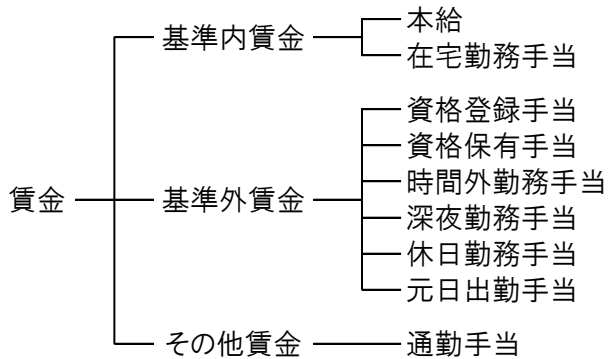 賃金
基準内賃金
本給
在宅勤務手当
基準外賃金
資格登録手当
資格保有手当
時間外勤務手当
深夜勤務手当
休日勤務手当
元日出勤手当
その他賃金
通勤手当